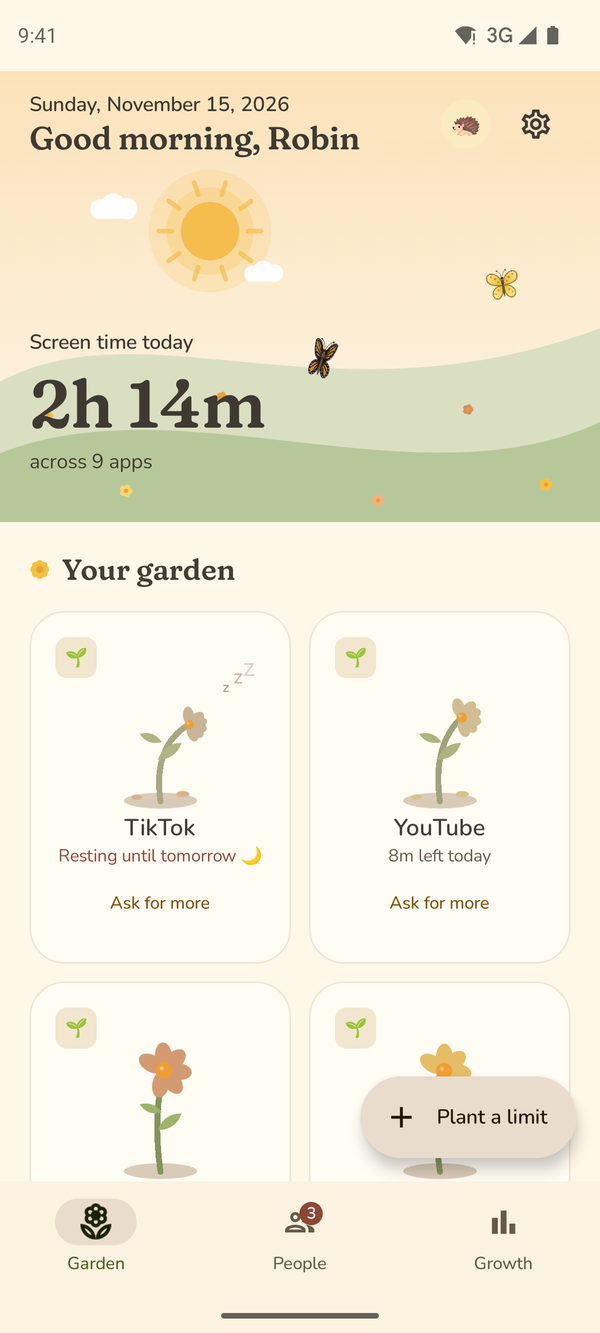 9:41
3G
Sunday, November 15, 2026
Good morning, Robin
Screen time today
2h 14m
across 9 apps
Your garden
z z Z
TikTok
Resting until tomorrow 🌙
Ask for more
YouTube
8m left today
Ask for more
+ Plant a limit
Garden
3
People
Growth